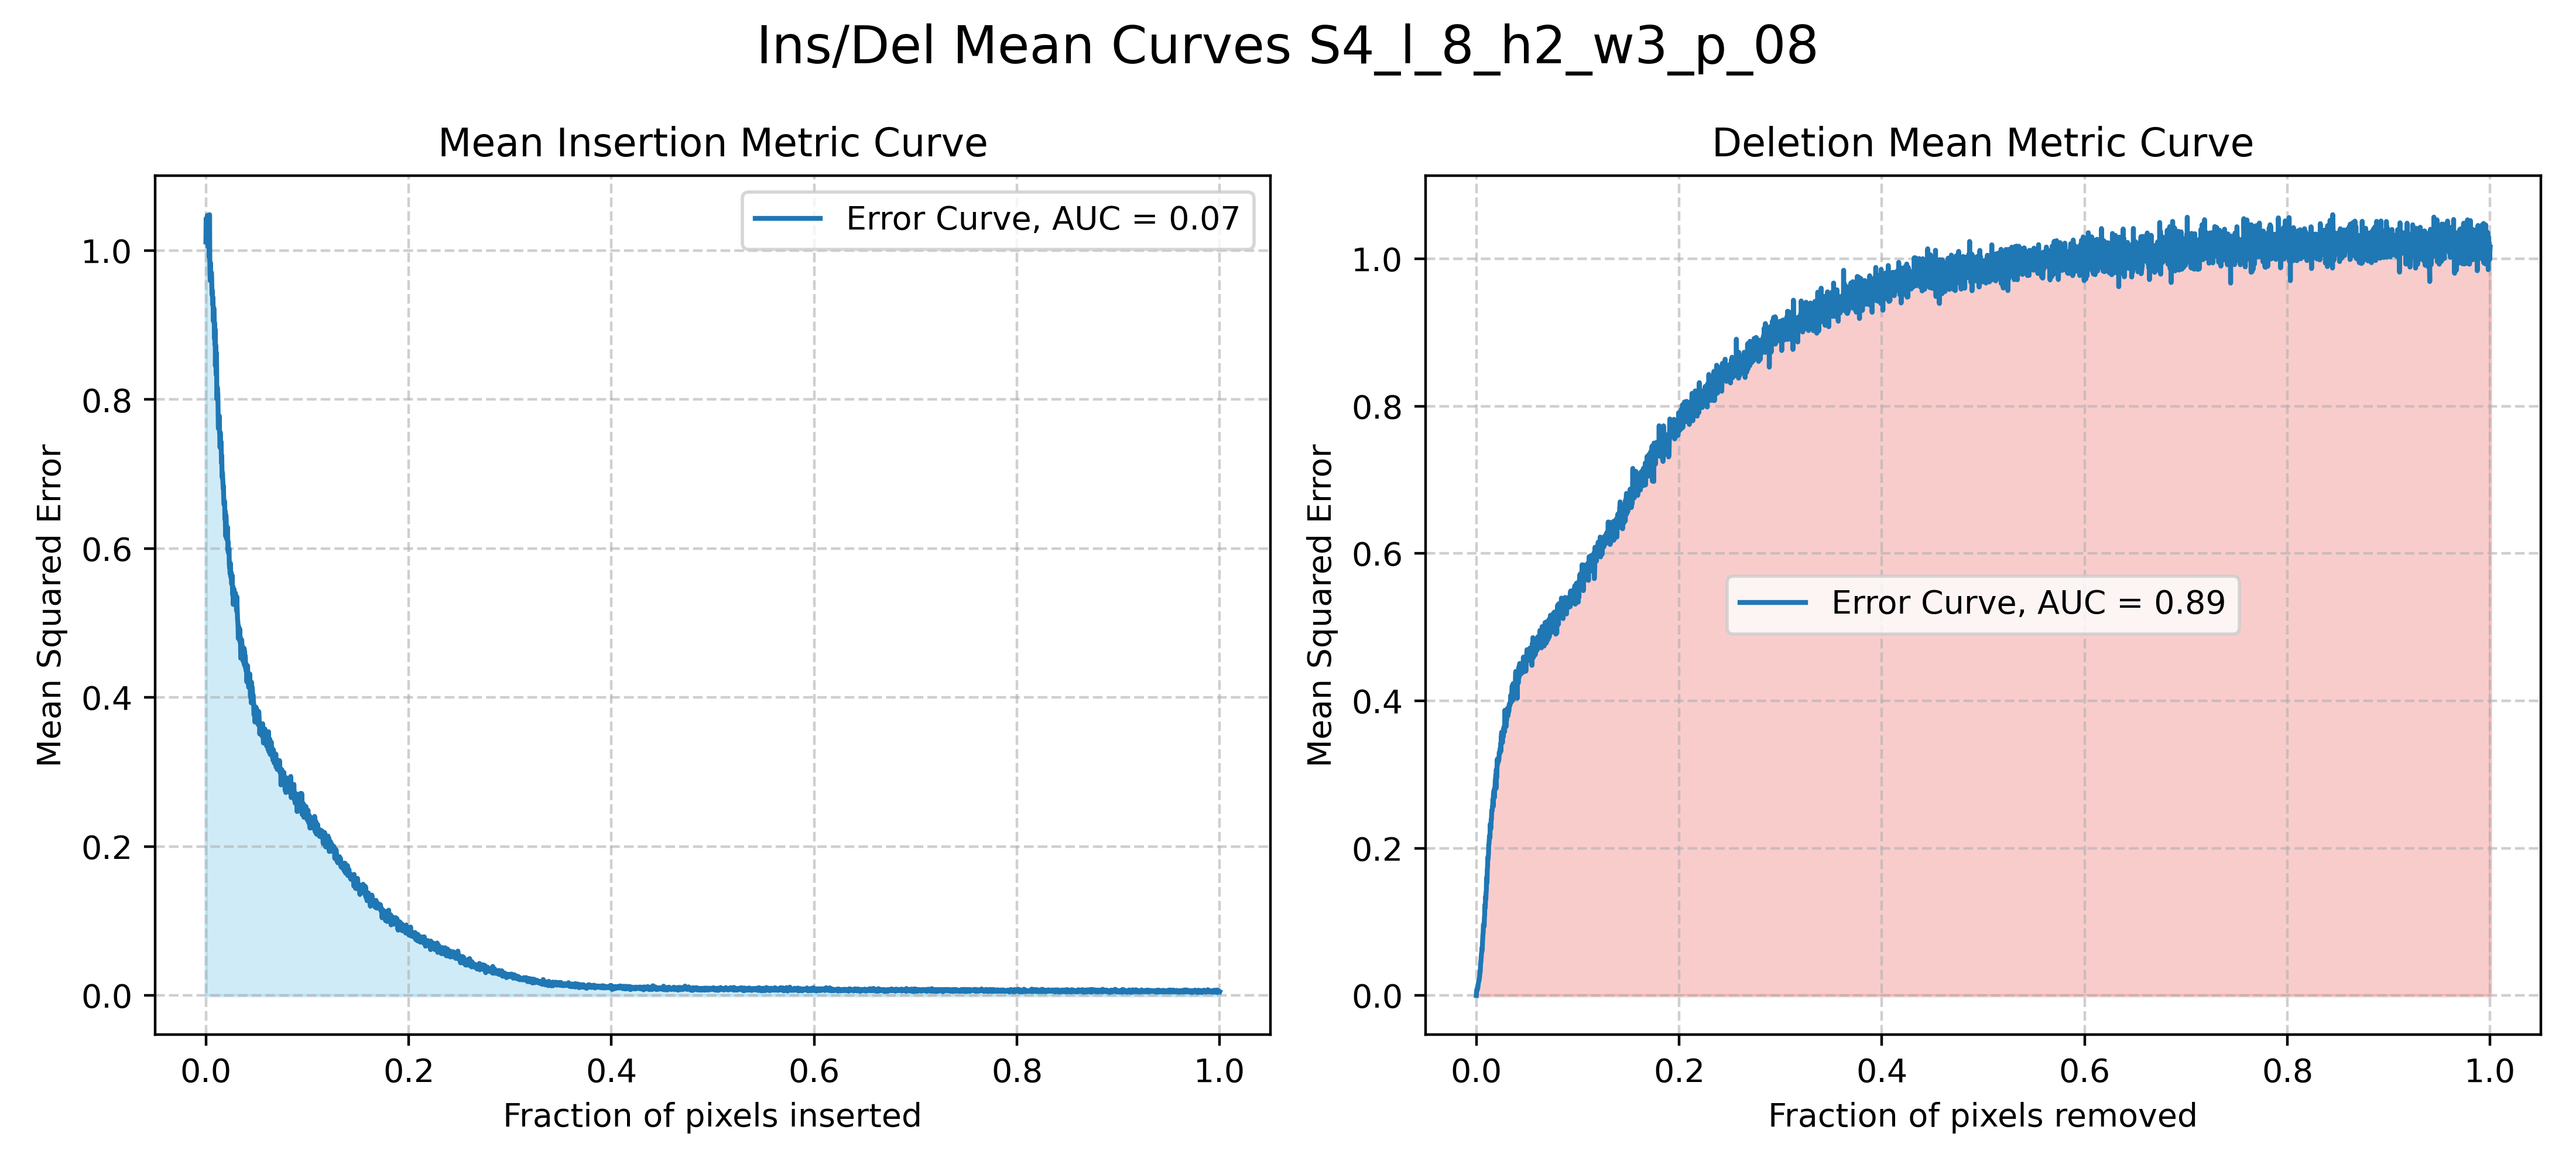 Ins/Del Mean Curves S4_l_8_h2_w3_p_08
Mean Insertion Metric Curve
Error Curve, AUC = 0.07
Mean Squared Error
1.0
0.8
0.6
0.4
0.2
0.0
0.0 0.2 0.4 0.6 0.8 1.0
Fraction of pixels inserted
Deletion Mean Metric Curve
Error Curve, AUC = 0.89
Mean Squared Error
1.0
0.8
0.6
0.4
0.2
0.0
0.0 0.2 0.4 0.6 0.8 1.0
Fraction of pixels removed